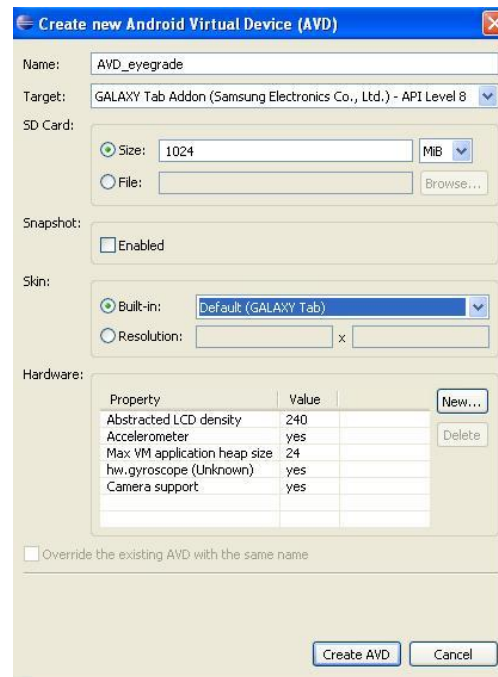 Create new Android Virtual Device (AVD)
Name: AVD_eyegrade
Target: GALAXY Tab Addon (Samsung Electronics Co., Ltd.) - API Level 8
SD Card:
Size: 1024 MiB
File: Browse...
Snapshot:
Enabled
Skin:
Built-in: Default (GALAXY Tab)
Resolution: x
Hardware:
Property Value New...
Abstracted LCD density 240
Accelerometer yes Delete
Max VM application heap size 24
hw.gyroscope (Unknown) yes
Camera support yes
Override the existing AVD with the same name
Create AVD Cancel